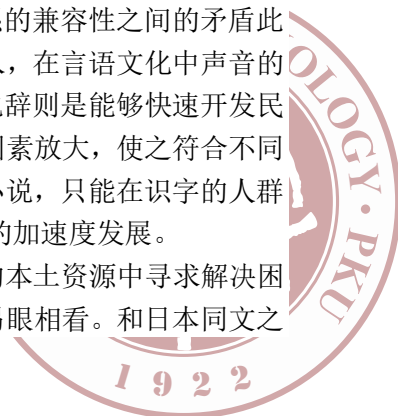 的兼容性之间的矛盾此
，在言语文化中声音的
辞则是能够快速开发民
因素放大，使之符合不同
小说，只能在识字的人群
的加速度发展。
的本土资源中寻求解决困
另眼相看。和日本同文之
OLOGY • PKU
1922